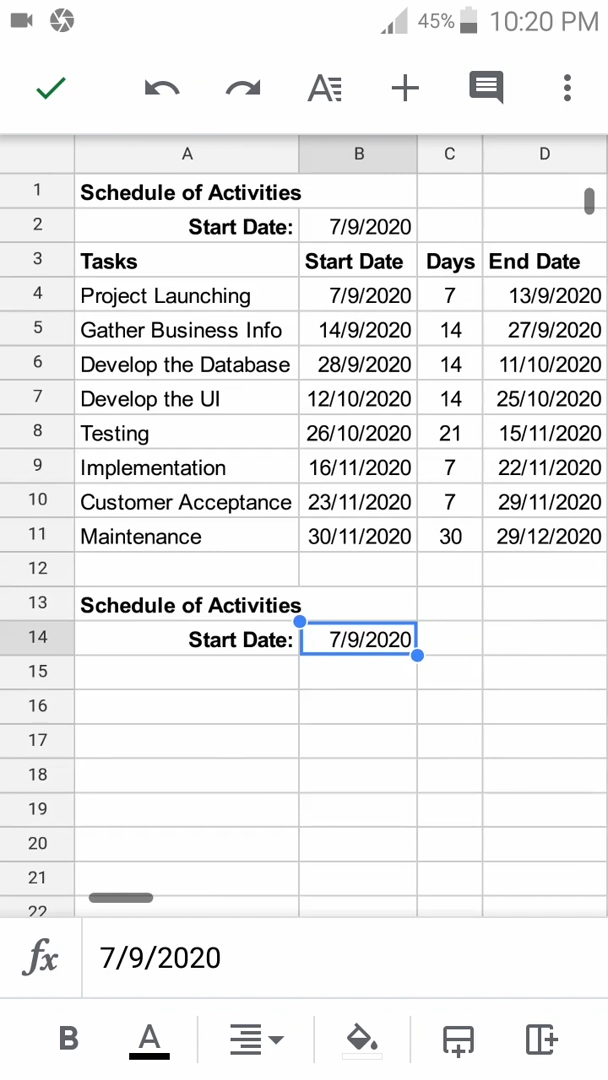 45% 10:20 PM
A B C D
1 Schedule of Activities
2 Start Date: 7/9/2020
3 Tasks Start Date Days End Date
4 Project Launching 7/9/2020 7 13/9/2020
5 Gather Business Info 14/9/2020 14 27/9/2020
6 Develop the Database 28/9/2020 14 11/10/2020
7 Develop the UI 12/10/2020 14 25/10/2020
8 Testing 26/10/2020 21 15/11/2020
9 Implementation 16/11/2020 7 22/11/2020
10 Customer Acceptance 23/11/2020 7 29/11/2020
11 Maintenance 30/11/2020 30 29/12/2020
12
13 Schedule of Activities
14 Start Date: 7/9/2020
15
16
17
18
19
20
21
22
fx 7/9/2020
B A